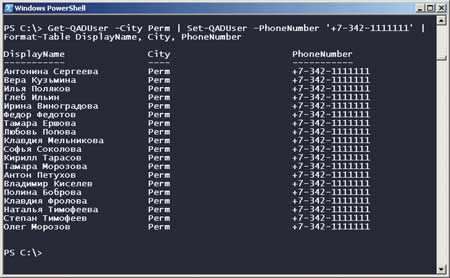 Windows PowerShell
PS C:\> Get-QADUser -City Perm | Set-QADUser -PhoneNumber '+7-342-1111111' |
Format-Table DisplayName, City, PhoneNumber
DisplayName City PhoneNumber
----------- ---- -----------
Антонина Сергеева Perm +7-342-1111111
Вера Кузьмина Perm +7-342-1111111
Илья Поляков Perm +7-342-1111111
Глеб Ильин Perm +7-342-1111111
Ирина Виноградова Perm +7-342-1111111
Федор Федотов Perm +7-342-1111111
Тамара Ершова Perm +7-342-1111111
Любовь Попова Perm +7-342-1111111
Клавдия Мельникова Perm +7-342-1111111
Софья Соколова Perm +7-342-1111111
Кирилл Тарасов Perm +7-342-1111111
Тамара Морозова Perm +7-342-1111111
Антон Петухов Perm +7-342-1111111
Владимир Киселев Perm +7-342-1111111
Полина Боброва Perm +7-342-1111111
Клавдия Фролова Perm +7-342-1111111
Наталья Тимофеева Perm +7-342-1111111
Степан Тимофеев Perm +7-342-1111111
Олег Морозов Perm +7-342-1111111
PS C:\>